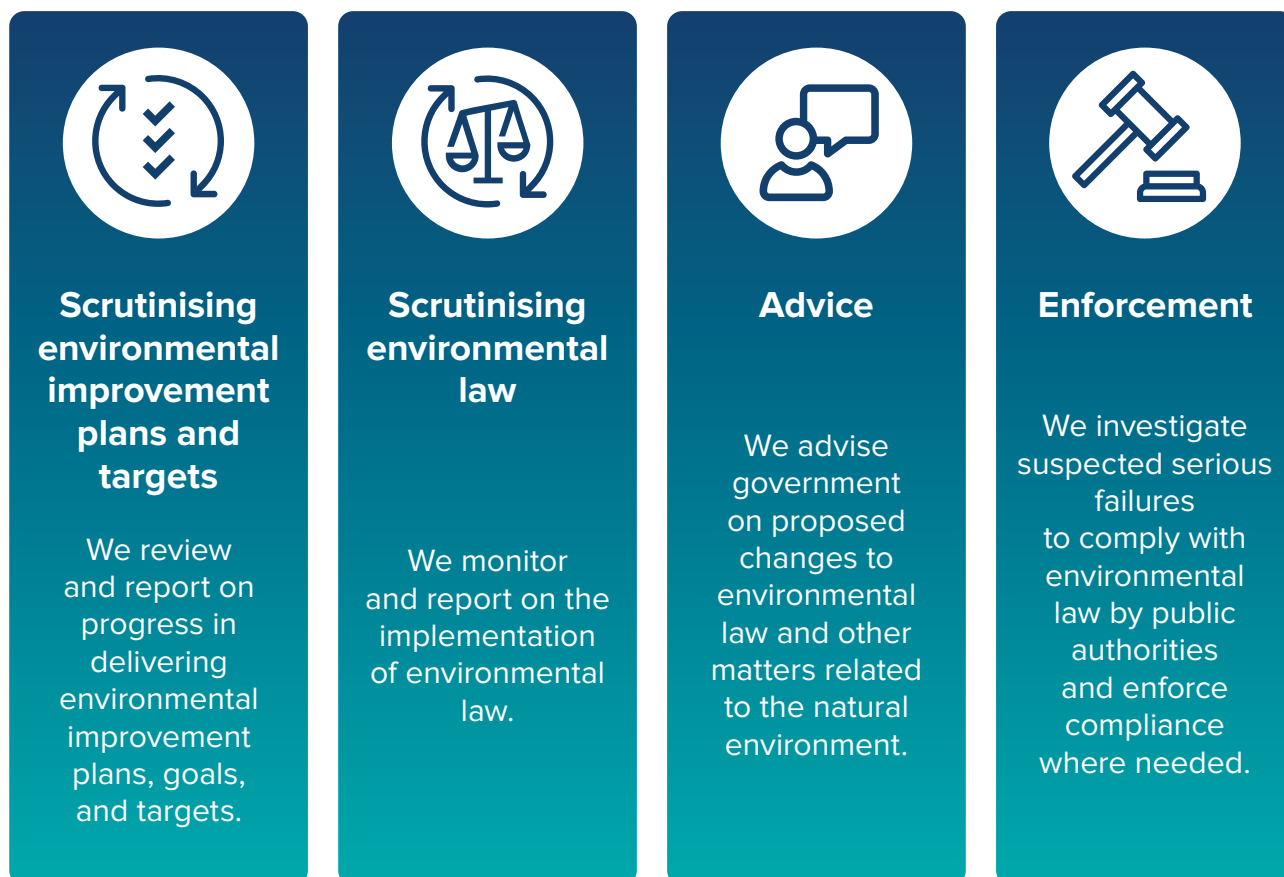 Scrutinising
environmental
improvement
plans and
targets
We review
and report on
progress in
delivering
environmental
improvement
plans, goals,
and targets.
Scrutinising
environmental
law
We monitor
and report on the
implementation
of environmental
law.
Advice
We advise
government
on proposed
changes to
environmental
law and other
matters related
to the natural
environment.
Enforcement
We investigate
suspected serious
failures
to comply with
environmental
law by public
authorities
and enforce
compliance
where needed.